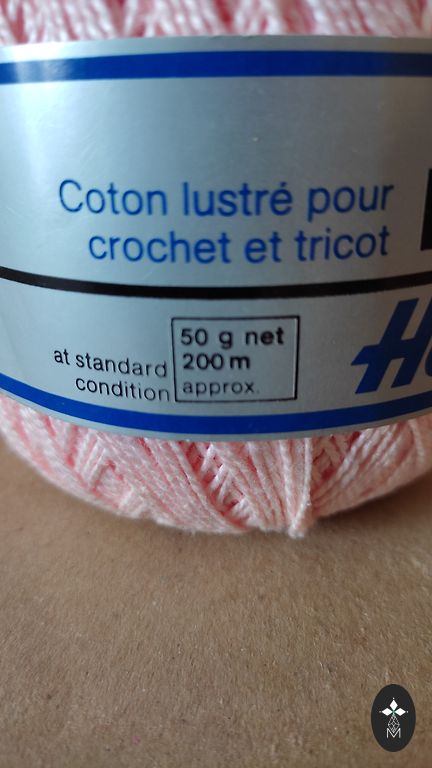 Coton lustré pour
crochet et tricot
at standard
condition
50 g net
200 m
approx.